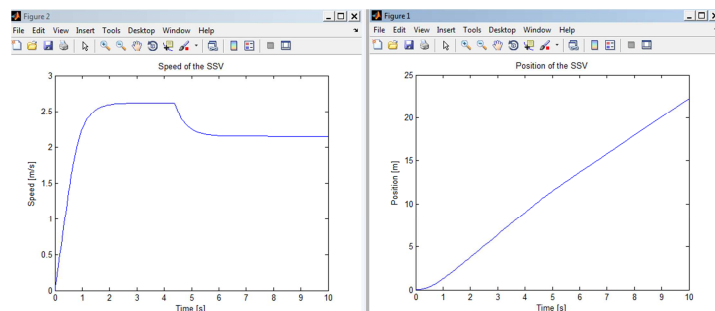 Figure 2
File Edit View Insert Tools Desktop Window Help
Speed of the SSV
3
2.5
2
1.5
1
0.5
0
Speed [m/s]
0 1 2 3 4 5 6 7 8 9 10
Time [s]
Figure 1
File Edit View Insert Tools Desktop Window Help
Position of the SSV
25
20
15
10
5
0
Position [m]
0 1 2 3 4 5 6 7 8 9 10
Time [s]